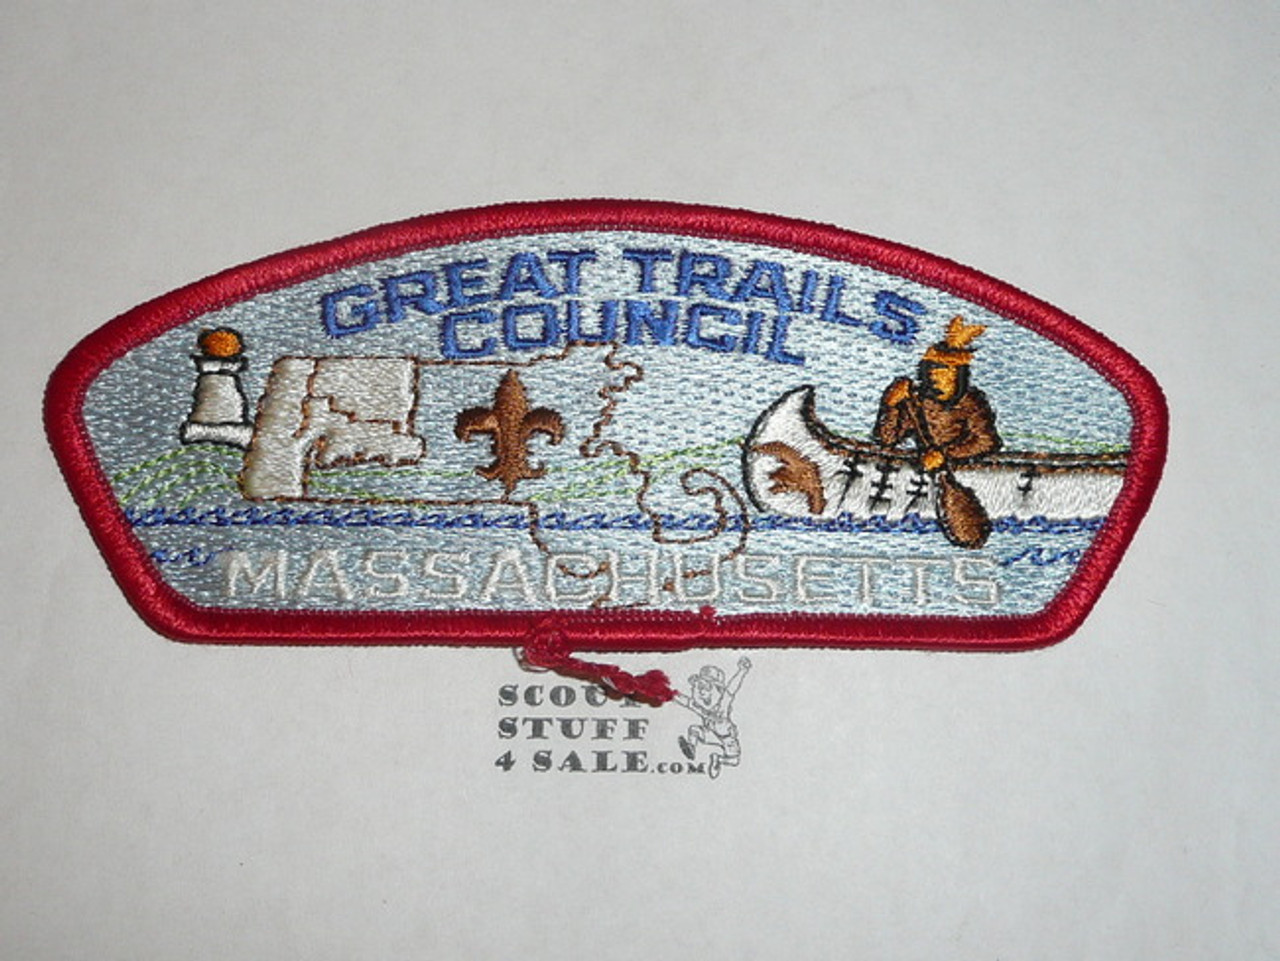 GREAT TRAILS
COUNCIL
MASSACHUSETTS
SCOUT
STUFF
4 SALE.COM